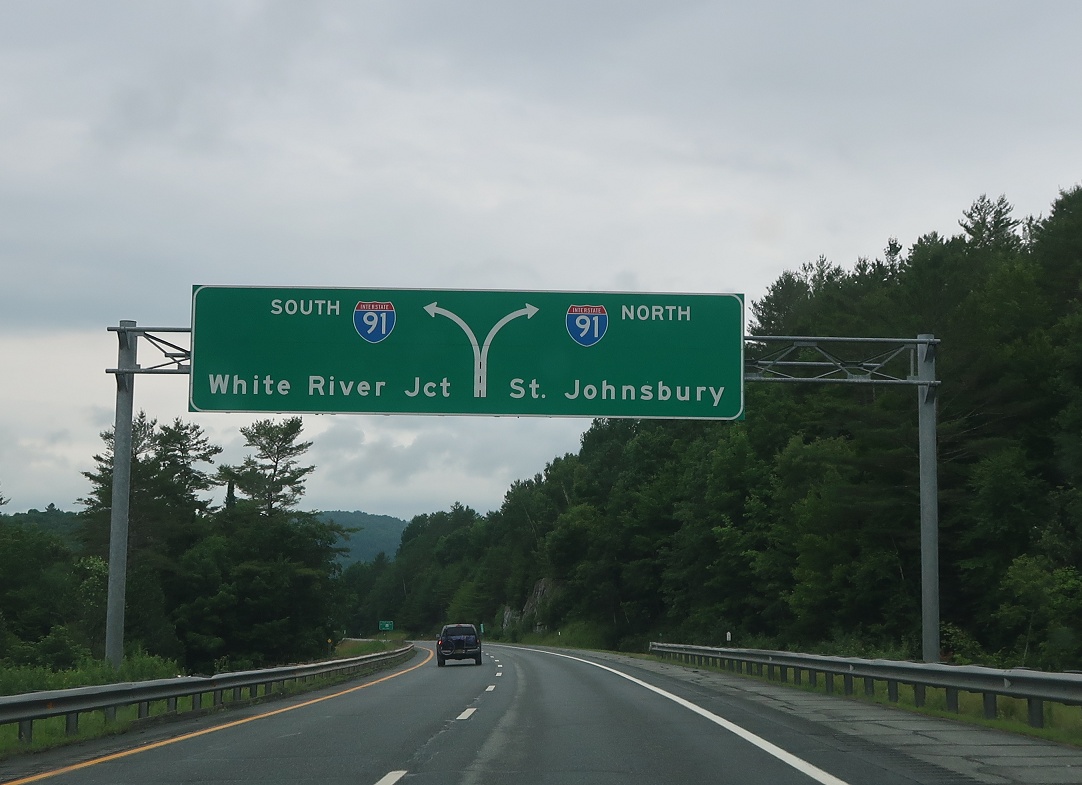 SOUTH INTERSTATE 91 INTERSTATE 91 NORTH
White River Jct St. Johnsbury